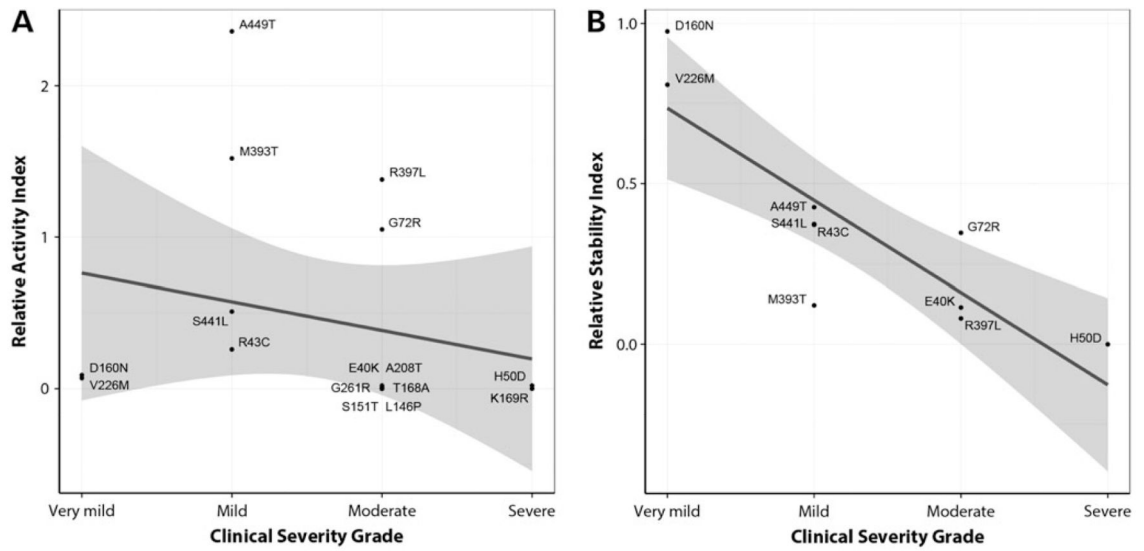 A
Relative Activity Index
2
1
0
A449T
M393T
R397L
G72R
S441L
R43C
D160N
V226M
E40K A208T
G261R T168A
S151T L146P
H50D
K169R
Very mild Mild Moderate Severe
Clinical Severity Grade
B
Relative Stability Index
1.0
0.5
0.0
D160N
V226M
A449T
S441L
R43C
G72R
M393T
E40K
R397L
H50D
Very mild Mild Moderate Severe
Clinical Severity Grade